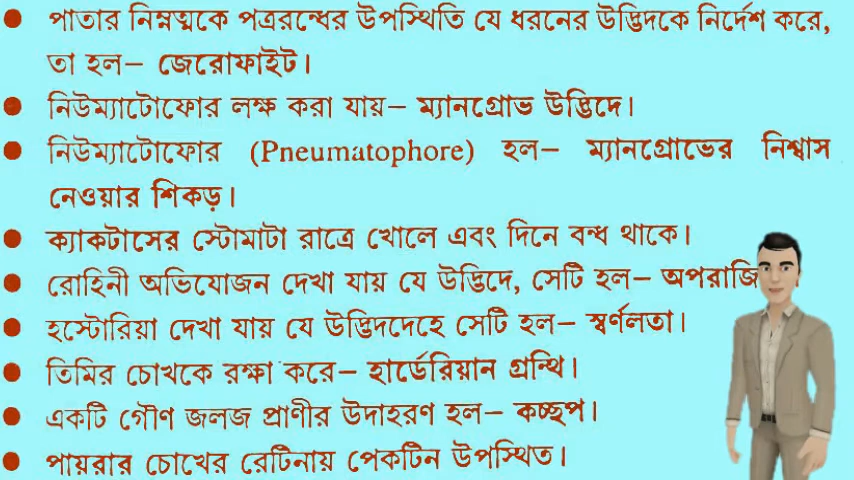 ● পাতার নিম্নত্মকে পত্ররন্ধের উপস্থিতি যে ধরনের উদ্ভিদকে নির্দেশ করে,
তা হল– জেরোফাইট।
● নিউম্যাটোফোর লক্ষ করা যায়– ম্যানগ্রোভ উদ্ভিদে।
● নিউম্যাটোফোর (Pneumatophore) হল– ম্যানগ্রোভের নিশ্বাস
নেওয়ার শিকড়।
● ক্যাকটাসের স্টোমাটা রাত্রে খোলে এবং দিনে বন্ধ থাকে।
● রোহিনী অভিযোজন দেখা যায় যে উদ্ভিদে, সেটি হল– অপরাজি
● হস্টোরিয়া দেখা যায় যে উদ্ভিদদেহে সেটি হল– স্বর্ণলতা।
● তিমির চোখকে রক্ষা করে– হার্ডেরিয়ান গ্রন্থি।
● একটি গৌণ জলজ প্রাণীর উদাহরণ হল– কচ্ছপ।
● পায়রার চোখের রেটিনায় পেকটিন উপস্থিত।